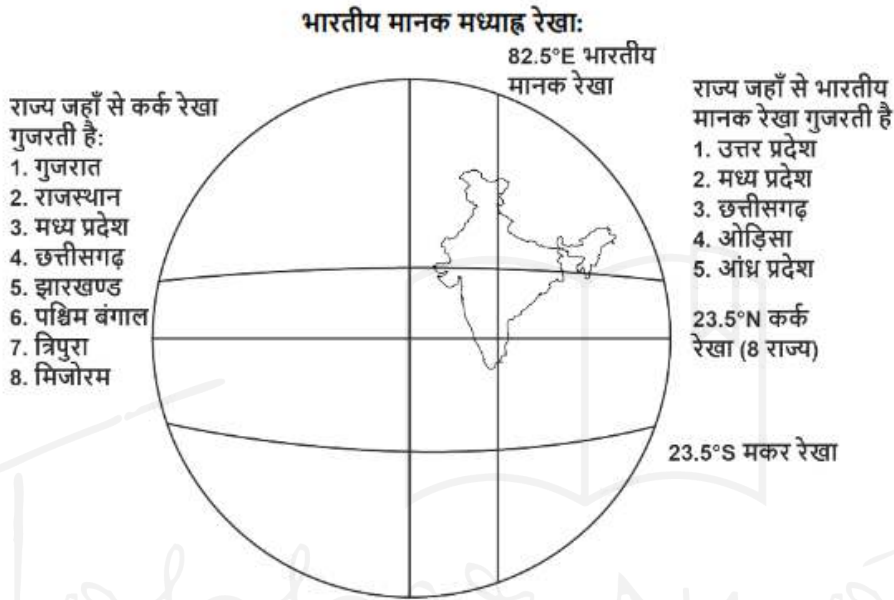 भारतीय मानक मध्याह्न रेखा:
82.5°E भारतीय
मानक रेखा
राज्य जहाँ से कर्क रेखा
गुजरती है:
1. गुजरात
2. राजस्थान
3. मध्य प्रदेश
4. छत्तीसगढ़
5. झारखण्ड
6. पश्चिम बंगाल
7. त्रिपुरा
8. मिजोरम
राज्य जहाँ से भारतीय
मानक रेखा गुजरती है
1. उत्तर प्रदेश
2. मध्य प्रदेश
3. छत्तीसगढ़
4. ओड़िसा
5. आंध्र प्रदेश
23.5°N कर्क
रेखा (8 राज्य)
23.5°S मकर रेखा